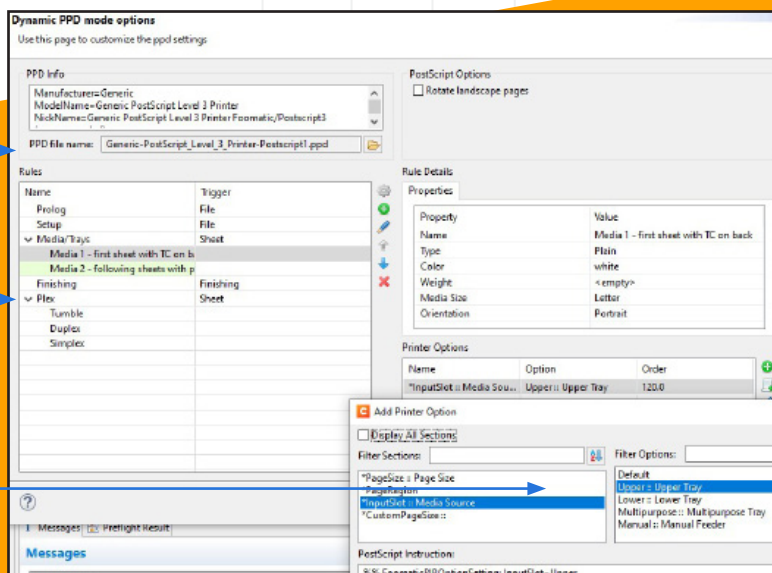 Dynamic PPD mode options
Use this page to customize the ppd settings
PPD Info
Manufacturer=Generic
ModelName=Generic PostScript Level 3 Printer
NickName=Generic PostScript Level 3 Printer Foomatic/Postscript3
PPD file name: Generic-PostScript_Level_3_Printer-Postscript1.ppd
PostScript Options
Rotate landscape pages
Rules
Name Trigger
Prolog File
Setup File
Media/Trays Sheet
Media 1 - first sheet with TC on b
Media 2 - following sheets with p
Finishing Finishing
Plex Sheet
Tumble
Duplex
Simplex
Rule Details
Properties
Property Value
Name Media 1 - first sheet with TC on back
Type Plain
Color white
Weight <empty>
Media Size Letter
Orientation Portrait
Printer Options
Name Option Order
*InputSlot :: Media Sou... Upper:: Upper Tray 120.0
Add Printer Option
Display All Sections
Filter Sections:
*PageSize :: Page Size
*PageRegion
*InputSlot :: Media Source
*CustomPageSize ::
Filter Options:
Default
Upper :: Upper Tray
Lower :: Lower Tray
Multipurpose :: Multipurpose Tray
Manual :: Manual Feeder
PostScript Instruction:
Messages Preflight Result
Messages